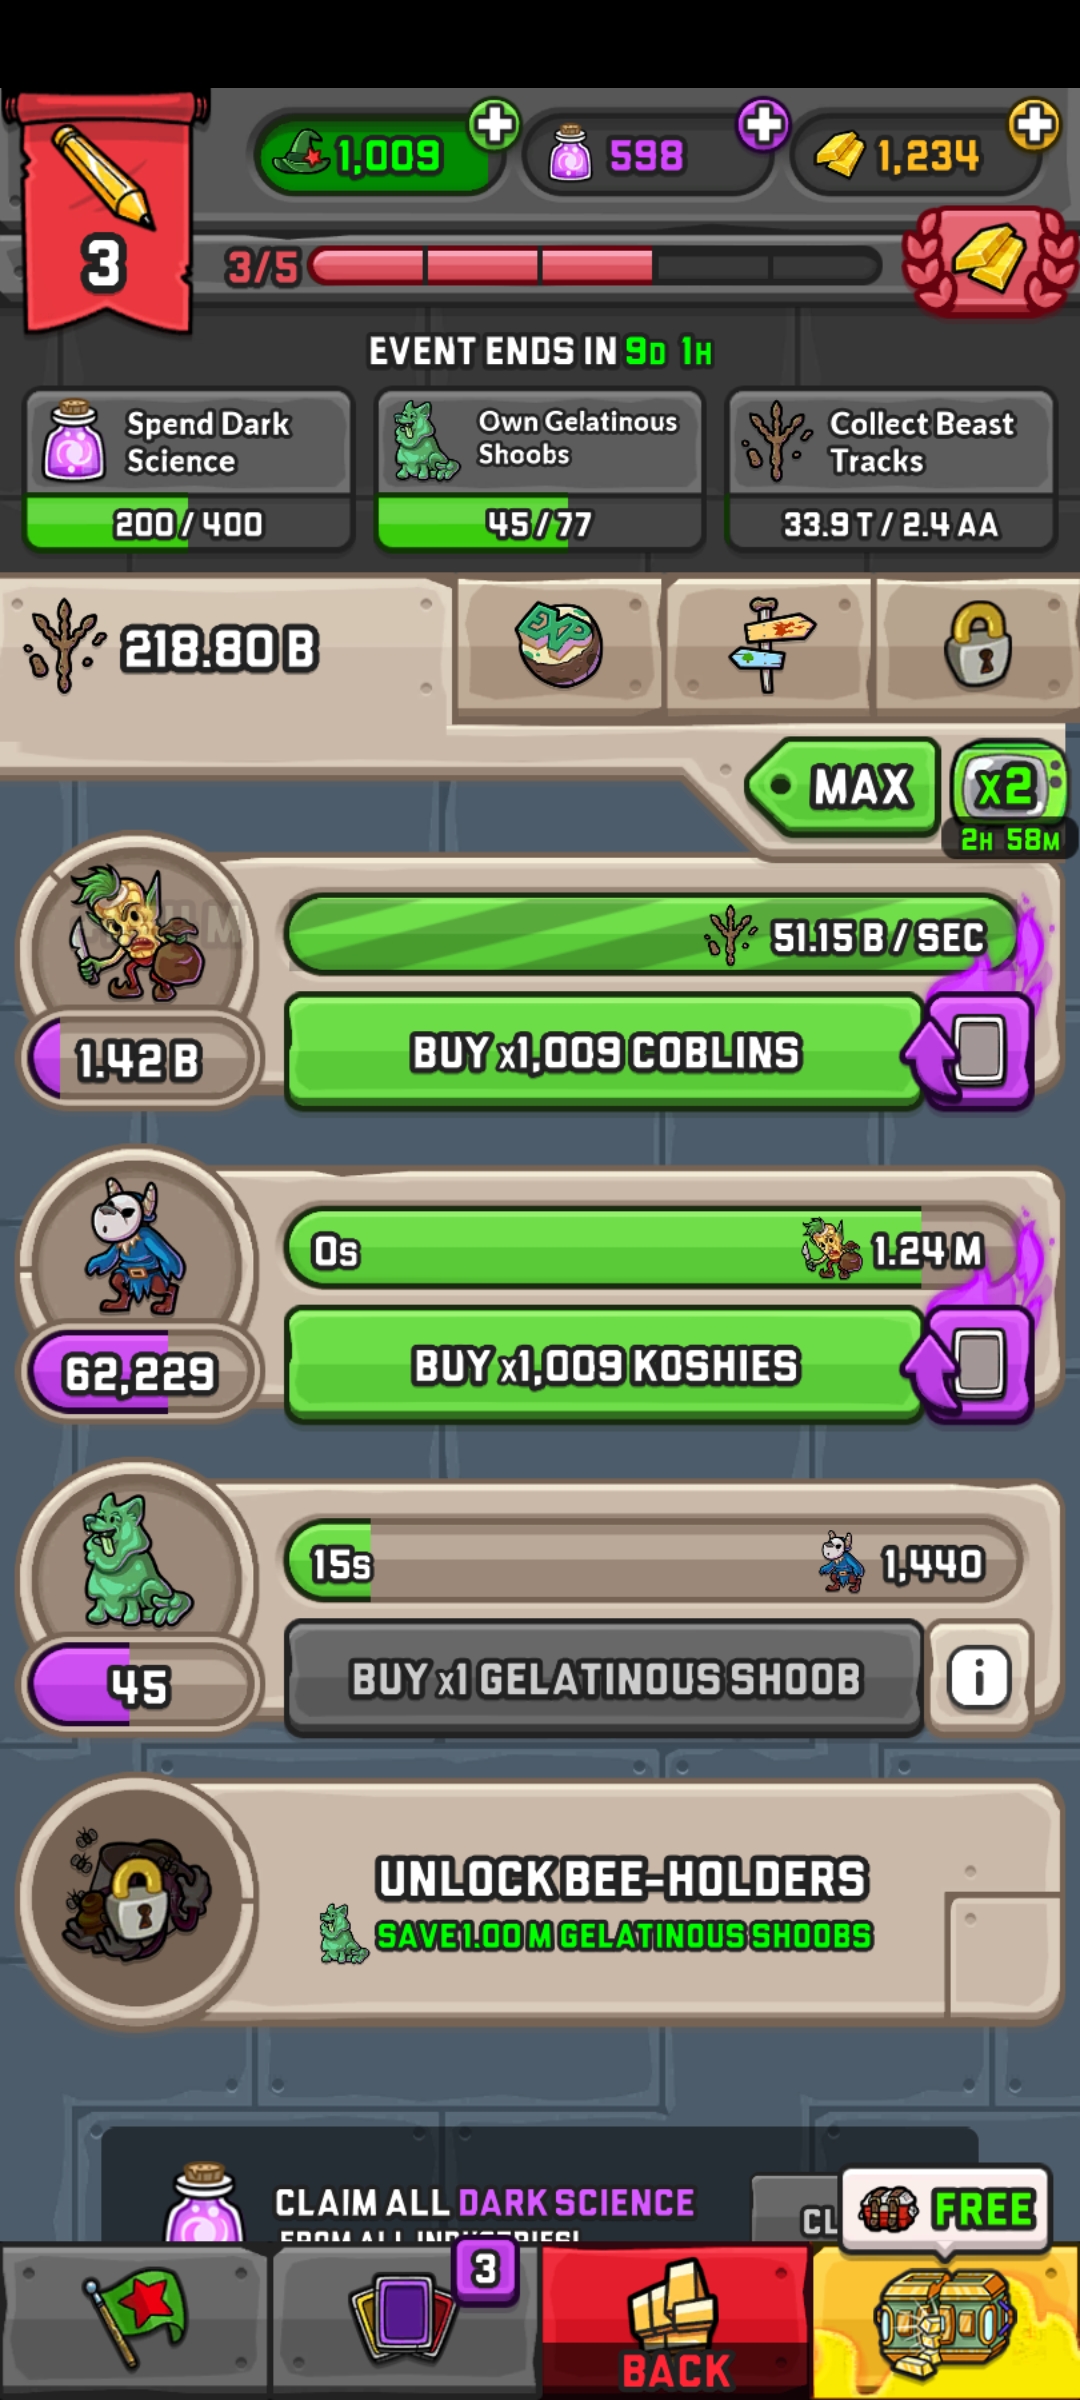 1,009
598
1,234
3
3/5
EVENT ENDS IN 9D 1H
Spend Dark
Science
200 / 400
Own Gelatinous
Shoobs
45 / 77
Collect Beast
Tracks
33.9 T / 2.4 AA
218.80 B
EXP
MAX
x2
2H 58M
51.15 B / SEC
1.42 B
BUY x1,009 COBLINS
0s
1.24 M
62,229
BUY x1,009 KOSHIES
15s
1,440
45
BUY x1 GELATINOUS SHOOB
i
UNLOCK BEE-HOLDERS
SAVE 1.00 M GELATINOUS SHOOBS
CLAIM ALL DARK SCIENCE
FROM ALL INDUSTRIES!
CL
FREE
3
BACK